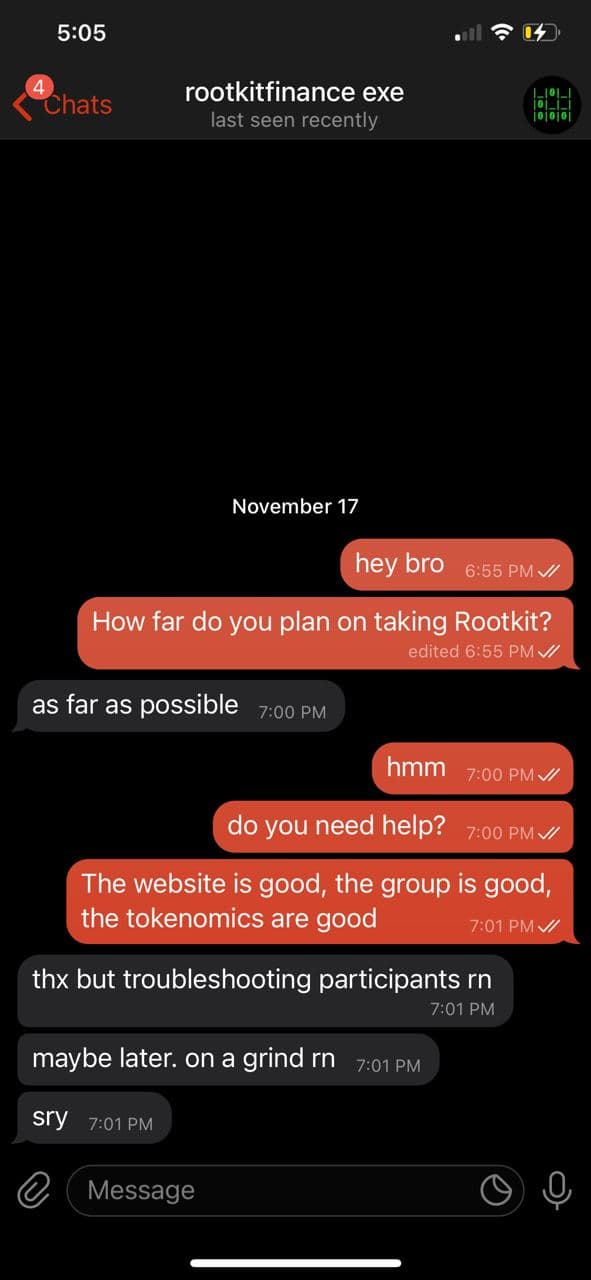 5:05
4
Chats
rootkitfinance exe
last seen recently
|_|0|_|
|0|_|_|
|0|0|0|
November 17
hey bro 6:55 PM
How far do you plan on taking Rootkit?
edited 6:55 PM
as far as possible 7:00 PM
hmm 7:00 PM
do you need help? 7:00 PM
The website is good, the group is good,
the tokenomics are good 7:01 PM
thx but troubleshooting participants rn
7:01 PM
maybe later. on a grind rn 7:01 PM
sry 7:01 PM
Message